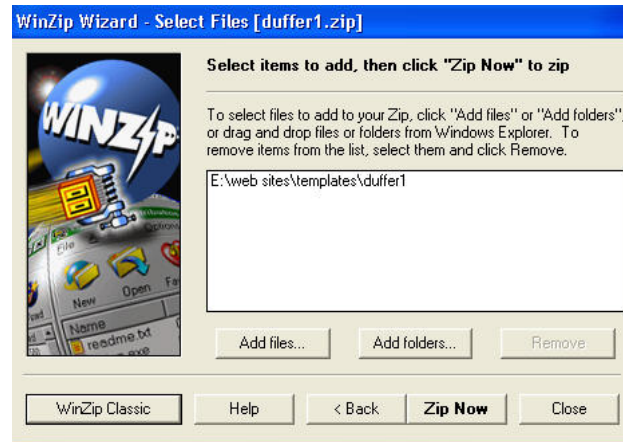 WinZip Wizard - Select Files [duffer1.zip]
Select items to add, then click "Zip Now" to zip
To select files to add to your Zip, click "Add files" or "Add folders",
or drag and drop files or folders from Windows Explorer. To
remove items from the list, select them and click Remove.
E:\web sites\templates\duffer1
WINZIP
File
Options
New
Open
Name
readme.txt
Add files...
Add folders...
Remove
WinZip Classic
Help
< Back
Zip Now
Close